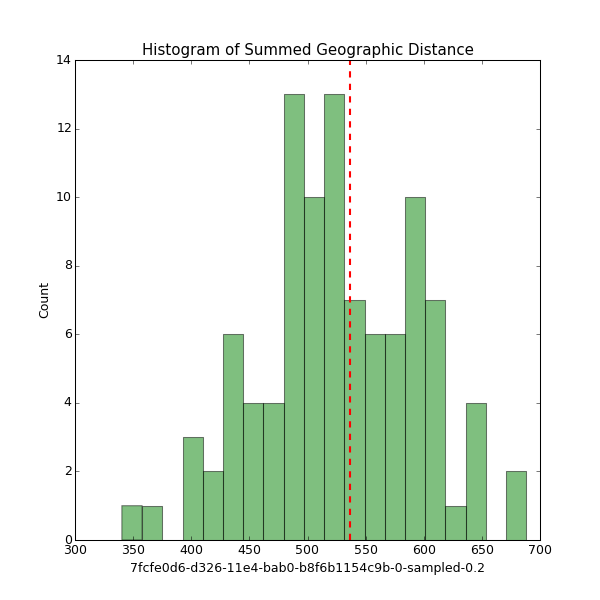 Histogram of Summed Geographic Distance
14
12
10
8
6
4
2
0
Count
300 350 400 450 500 550 600 650 700
7fcfe0d6-d326-11e4-bab0-b8f6b1154c9b-0-sampled-0.2